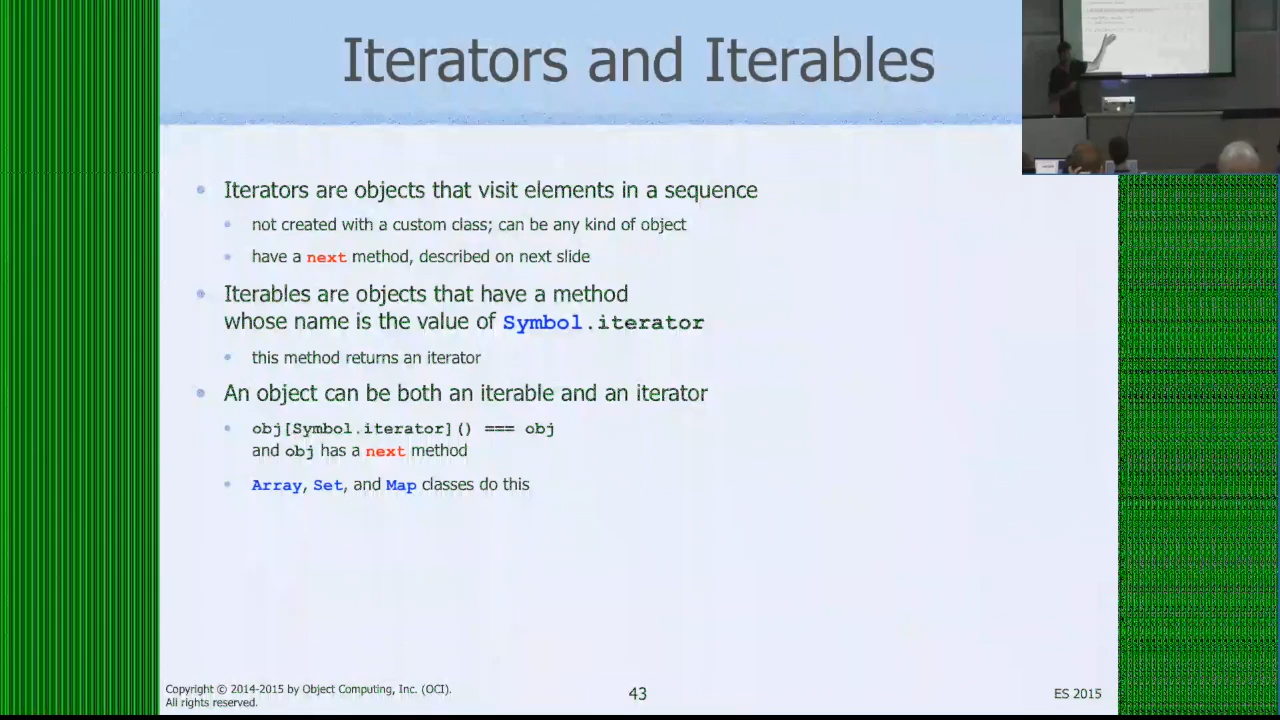 Iterators and Iterables
Iterators are objects that visit elements in a sequence
not created with a custom class; can be any kind of object
have a next method, described on next slide
Iterables are objects that have a method
whose name is the value of Symbol.iterator
this method returns an iterator
An object can be both an iterable and an iterator
obj[Symbol.iterator]() === obj
and obj has a next method
Array, Set, and Map classes do this
Copyright © 2014-2015 by Object Computing, Inc. (OCI).
All rights reserved.
43
ES 2015